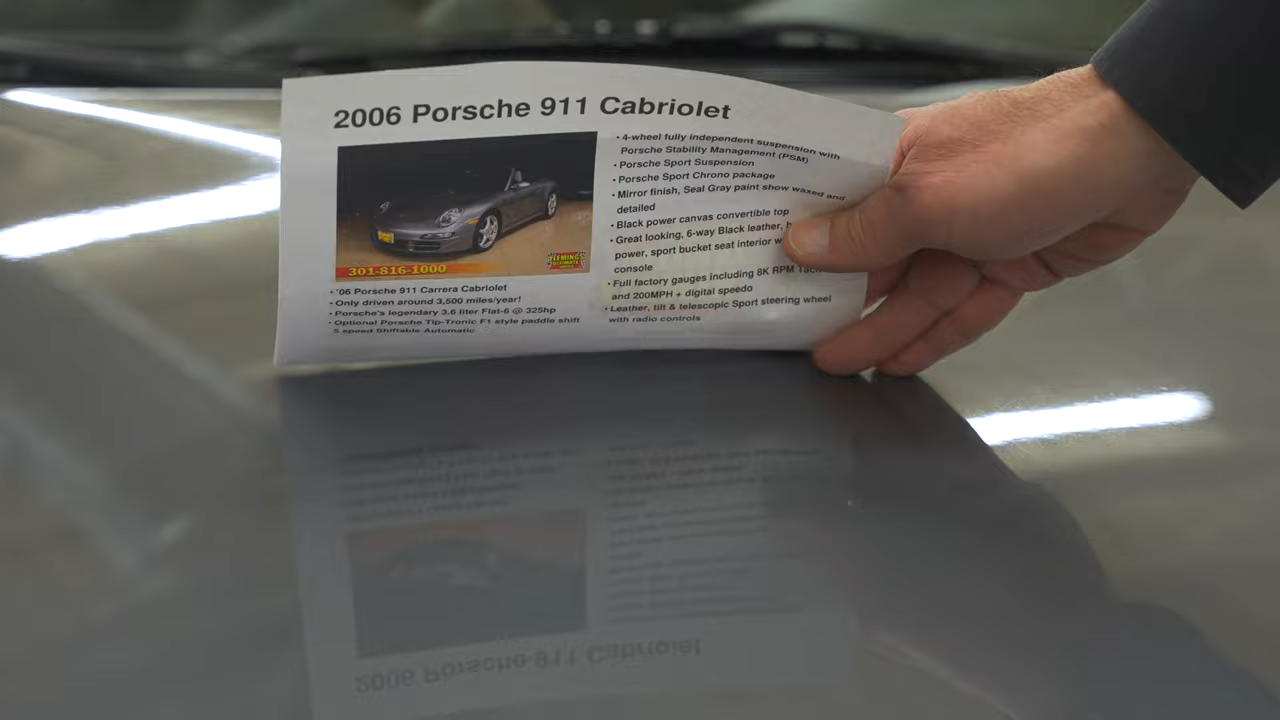 2006 Porsche 911 Cabriolet
301-816-1000
FLEMINGS
ULTIMATE
• '06 Porsche 911 Carrera Cabriolet
• Only driven around 3,500 miles/year!
• Porsche's legendary 3.6 liter Flat-6 @ 325hp
• Optional Porsche Tip-Tronic F1 style paddle shift
5 speed Shiftable Automatic
• 4-wheel fully independent suspension with
Porsche Stability Management (PSM)
• Porsche Sport Suspension
• Porsche Sport Chrono package
• Mirror finish, Seal Gray paint show waxed and
detailed
• Black power canvas convertible top
• Great looking, 6-way Black leather,
power, sport bucket seat interior
console
• Full factory gauges including 8K RPM
and 200MPH + digital speedo
• Leather, tilt & telescopic Sport steering wheel
with radio controls
2006 Porsche 911 Cabriolet